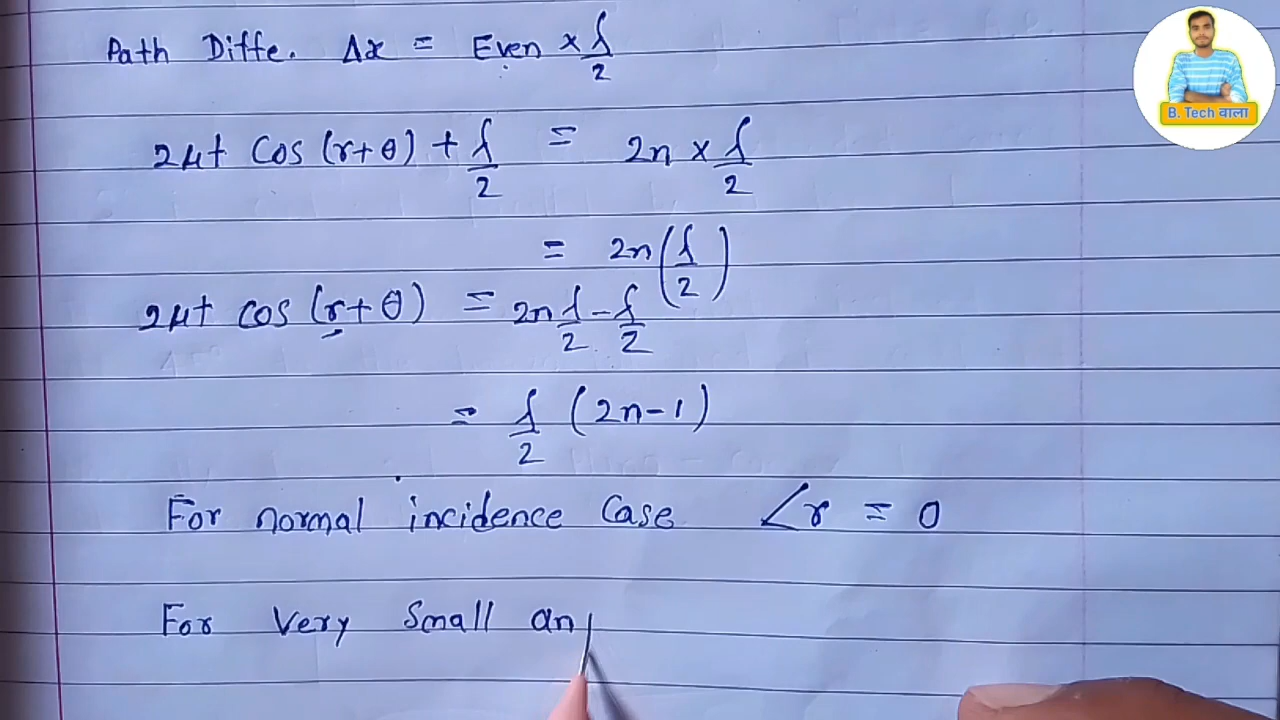 Path Diffe. Δx = Even × λ/2
B. Tech वाला
2μt cos (r+θ) + λ/2 = 2n × λ/2
= 2n(λ/2)
2μt cos (r+θ) = 2nλ/2 - λ/2
= λ/2 (2n-1)
For normal incidence Case ∠r = 0
For Very Small an